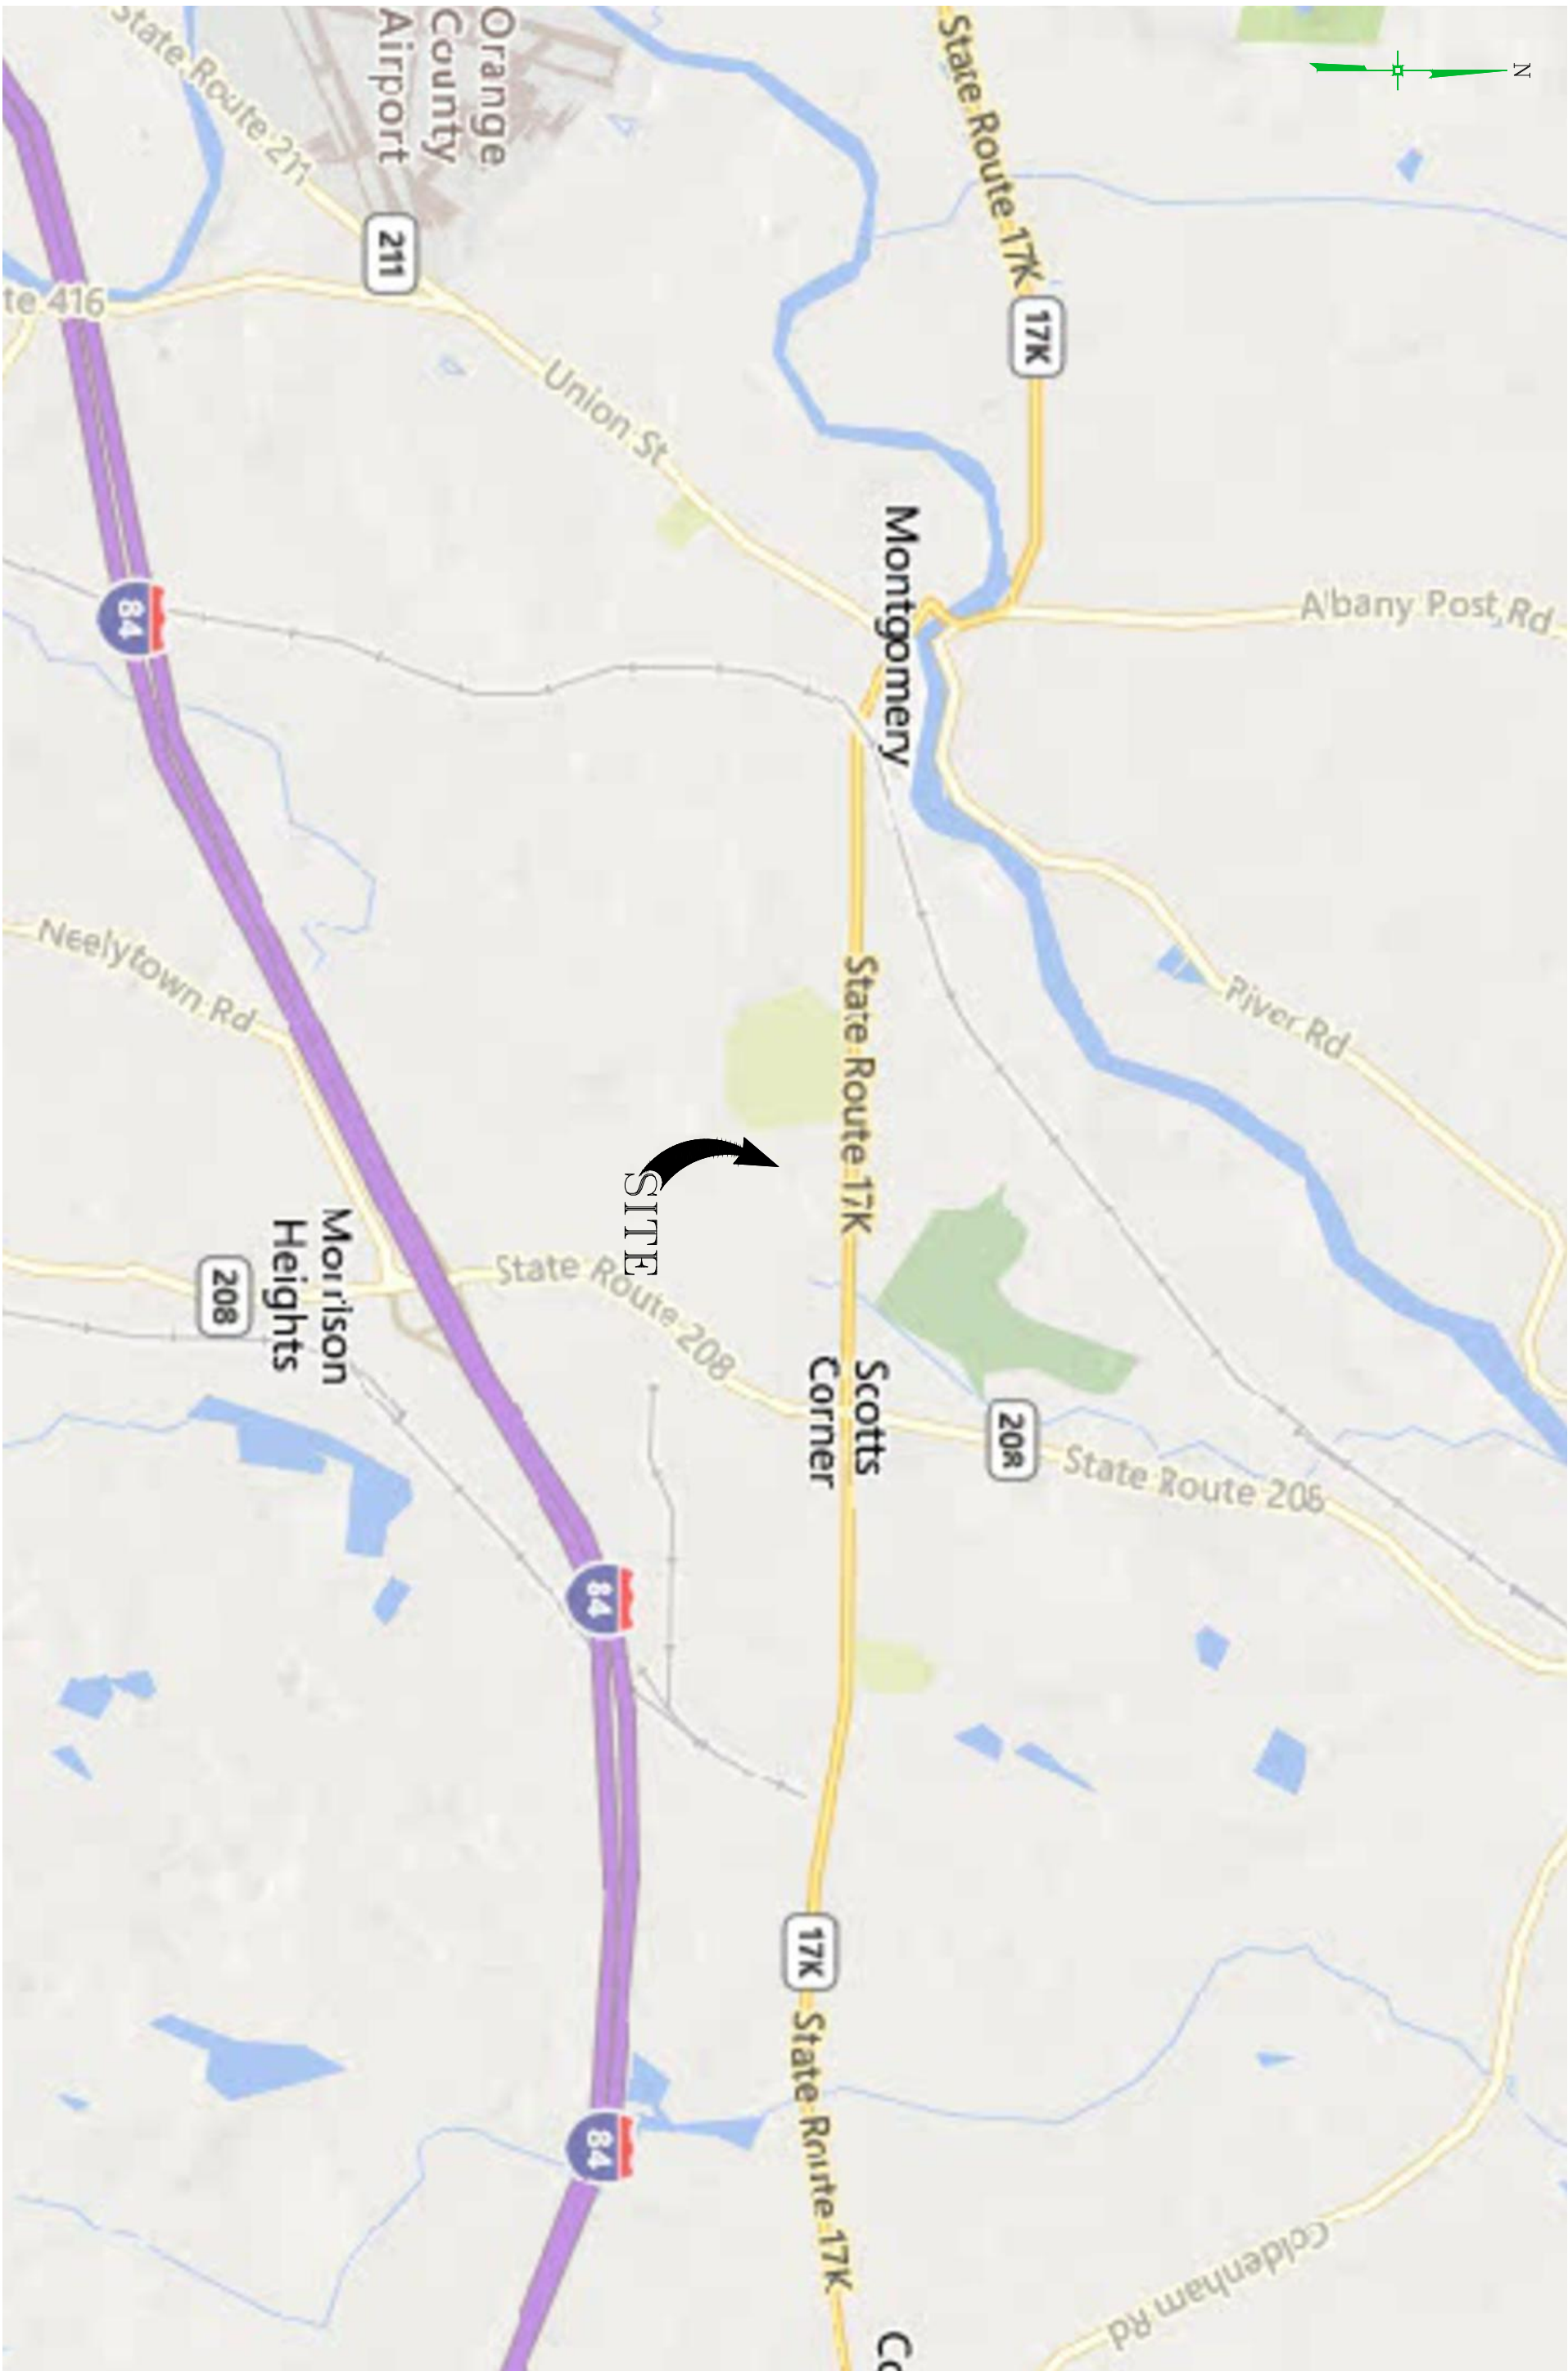 N
Albany Post Rd
River Rd
Coldenham Rd
State Route 208
208
State Route 17K
17K
Montgomery
Co
State Route 17K
Scotts
Corner
17K
State Route 17K
SITE
Union St
State Route 208
84
84
Orange
County
Airport
211
State Route 211
Morrison
Heights
208
Neelytown Rd
84
te 416